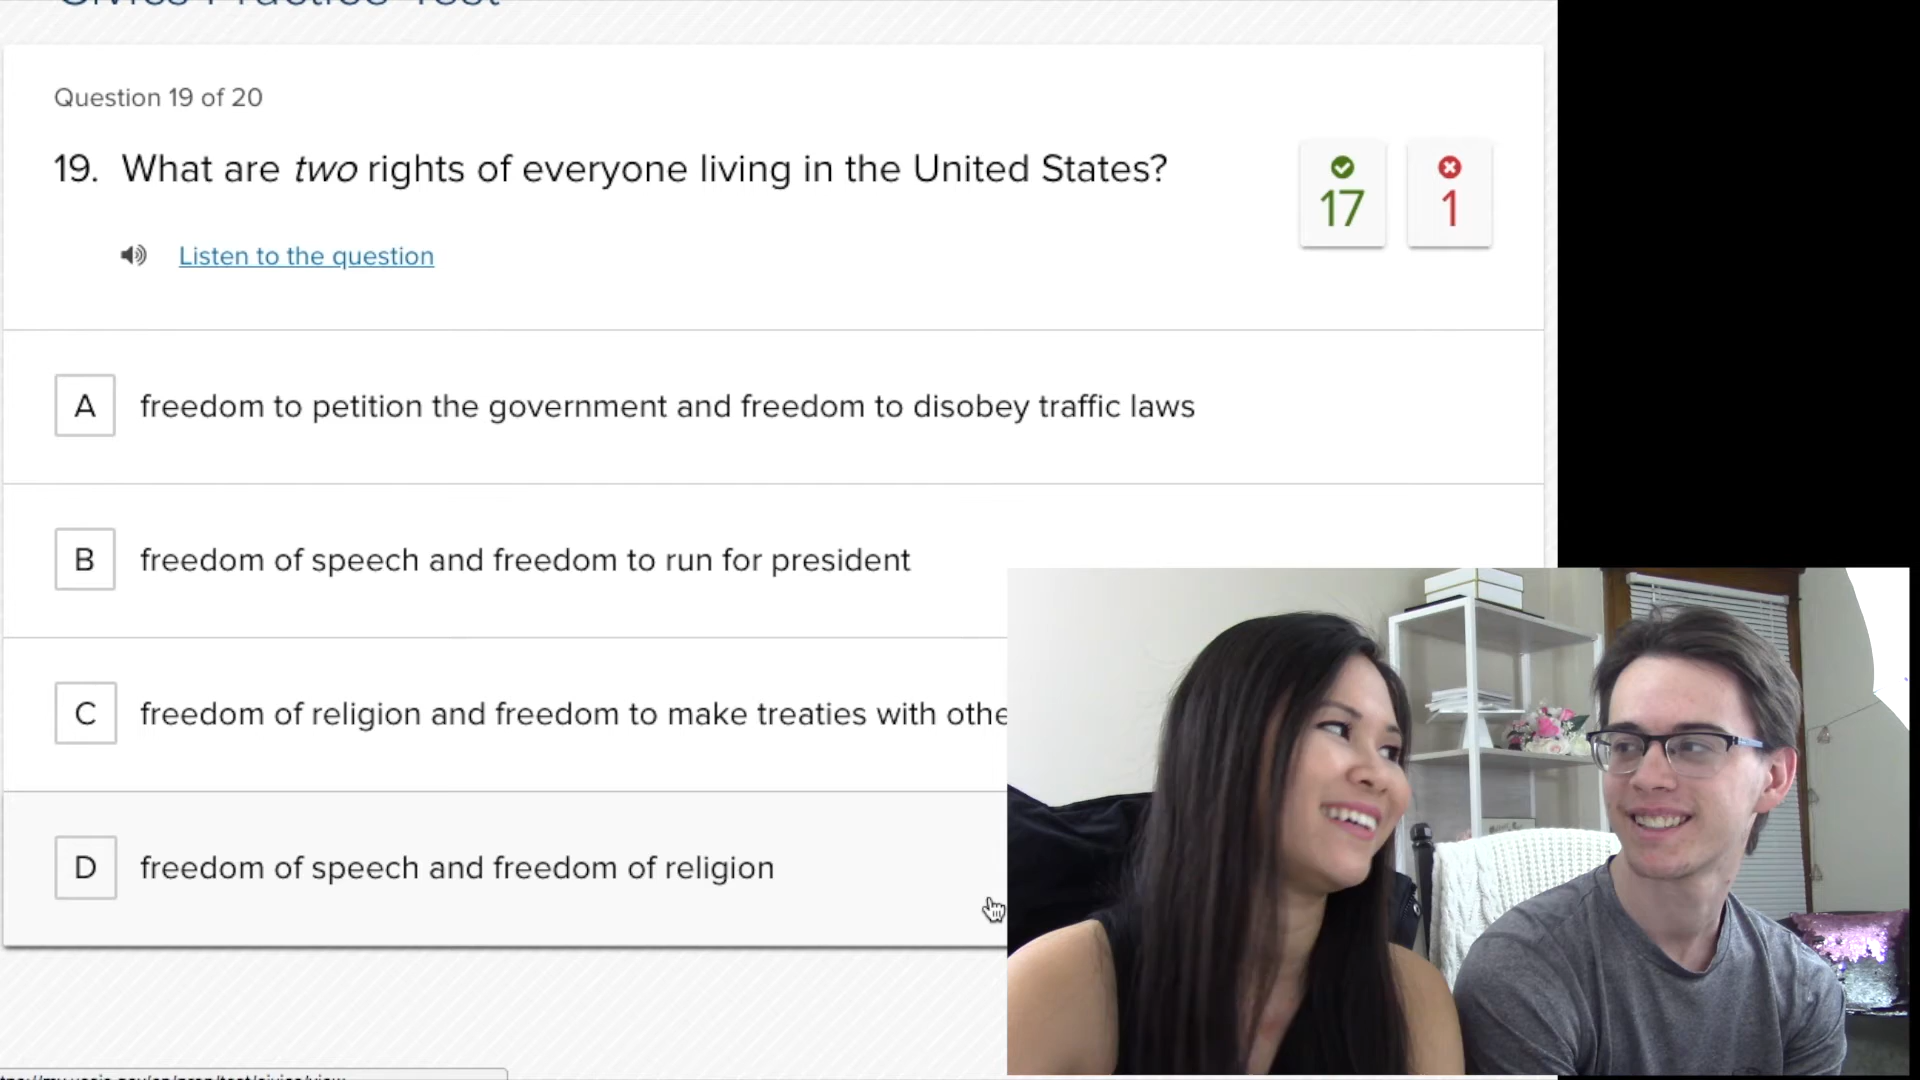 Civics Practice Test
Question 19 of 20
19. What are two rights of everyone living in the United States?
17
1
Listen to the question
A freedom to petition the government and freedom to disobey traffic laws
B freedom of speech and freedom to run for president
C freedom of religion and freedom to make treaties with othe
D freedom of speech and freedom of religion